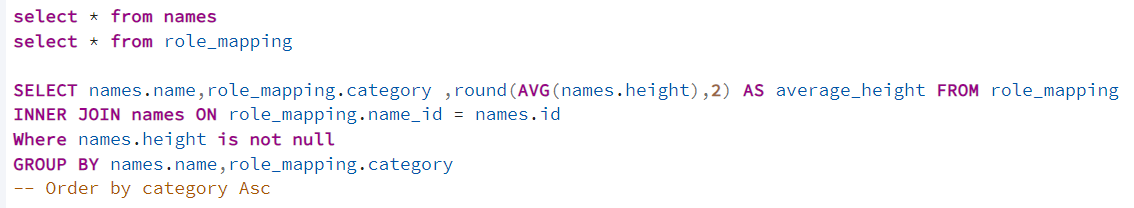 select * from names
select * from role_mapping
SELECT names.name,role_mapping.category ,round(AVG(names.height),2) AS average_height FROM role_mapping
INNER JOIN names ON role_mapping.name_id = names.id
Where names.height is not null
GROUP BY names.name,role_mapping.category
-- Order by category Asc